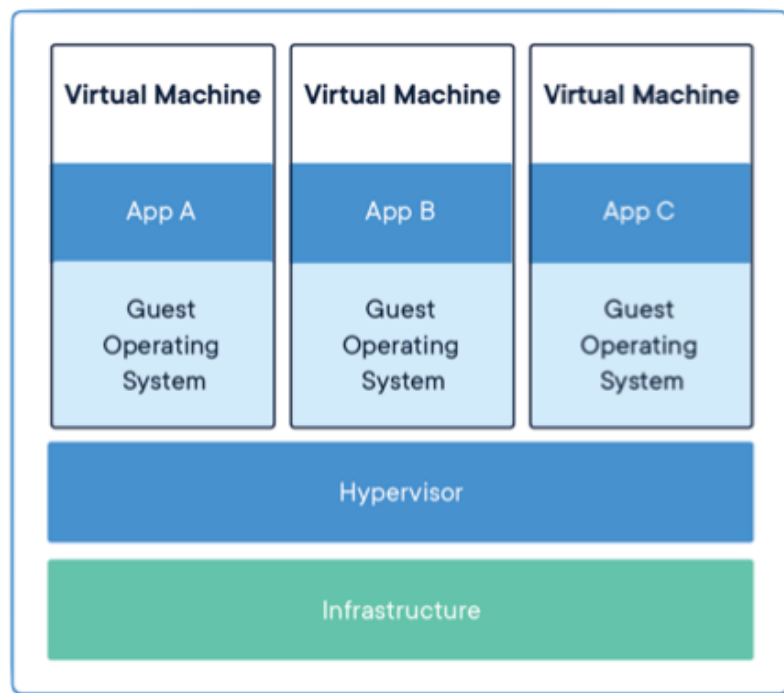 Virtual Machine
Virtual Machine
Virtual Machine
App A
App B
App C
Guest
Operating
System
Guest
Operating
System
Guest
Operating
System
Hypervisor
Infrastructure